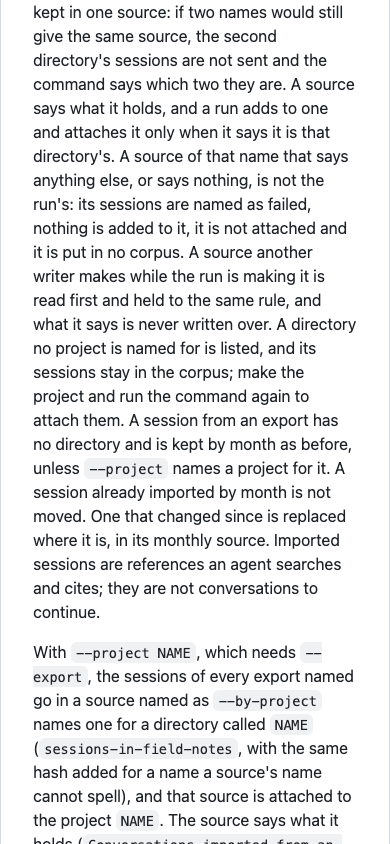 kept in one source: if two names would still
give the same source, the second
directory's sessions are not sent and the
command says which two they are. A source
says what it holds, and a run adds to one
and attaches it only when it says it is that
directory's. A source of that name that says
anything else, or says nothing, is not the
run's: its sessions are named as failed,
nothing is added to it, it is not attached and
it is put in no corpus. A source another
writer makes while the run is making it is
read first and held to the same rule, and
what it says is never written over. A directory
no project is named for is listed, and its
sessions stay in the corpus; make the
project and run the command again to
attach them. A session from an export has
no directory and is kept by month as before,
unless --project names a project for it. A
session already imported by month is not
moved. One that changed since is replaced
where it is, in its monthly source. Imported
sessions are references an agent searches
and cites; they are not conversations to
continue.
With --project NAME, which needs --
export, the sessions of every export named
go in a source named as --by-project
names one for a directory called NAME
(sessions-in-field-notes, with the same
hash added for a name a source's name
cannot spell), and that source is attached to
the project NAME. The source says what it
holds (Conversations imported from an